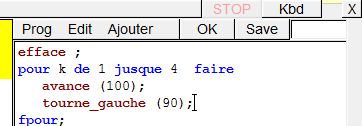 STOP Kbd X
Prog Edit Ajouter OK Save
efface ;
pour k de 1 jusque 4 faire
avance (100);
tourne_gauche (90);
fpour;